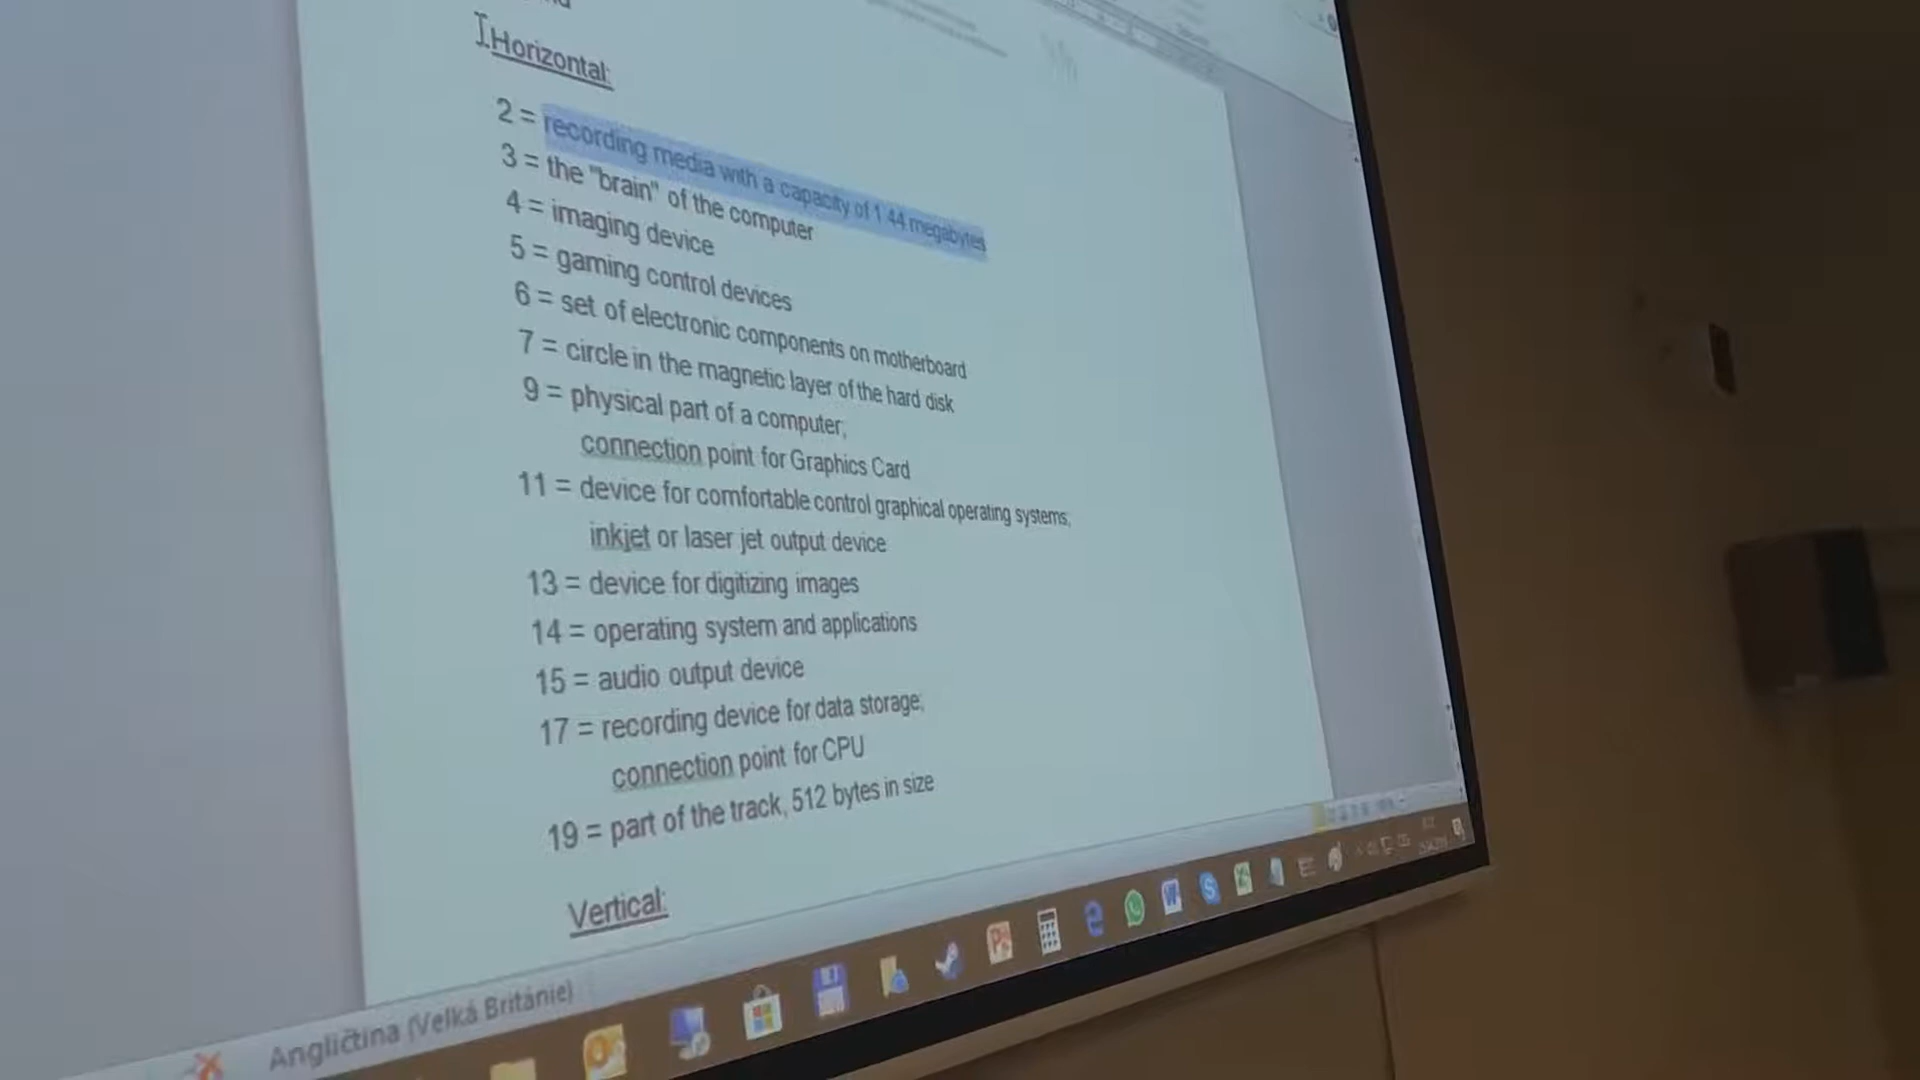 Horizontal:
2 = recording media with a capacity of 1.44 megabytes
3 = the "brain" of the computer
4 = imaging device
5 = gaming control devices
6 = set of electronic components on motherboard
7 = circle in the magnetic layer of the hard disk
9 = physical part of a computer;
connection point for Graphics Card
11 = device for comfortable control graphical operating systems;
inkjet or laser jet output device
13 = device for digitizing images
14 = operating system and applications
15 = audio output device
17 = recording device for data storage;
connection point for CPU
19 = part of the track, 512 bytes in size
Vertical:
Angličtina (Velká Británie)